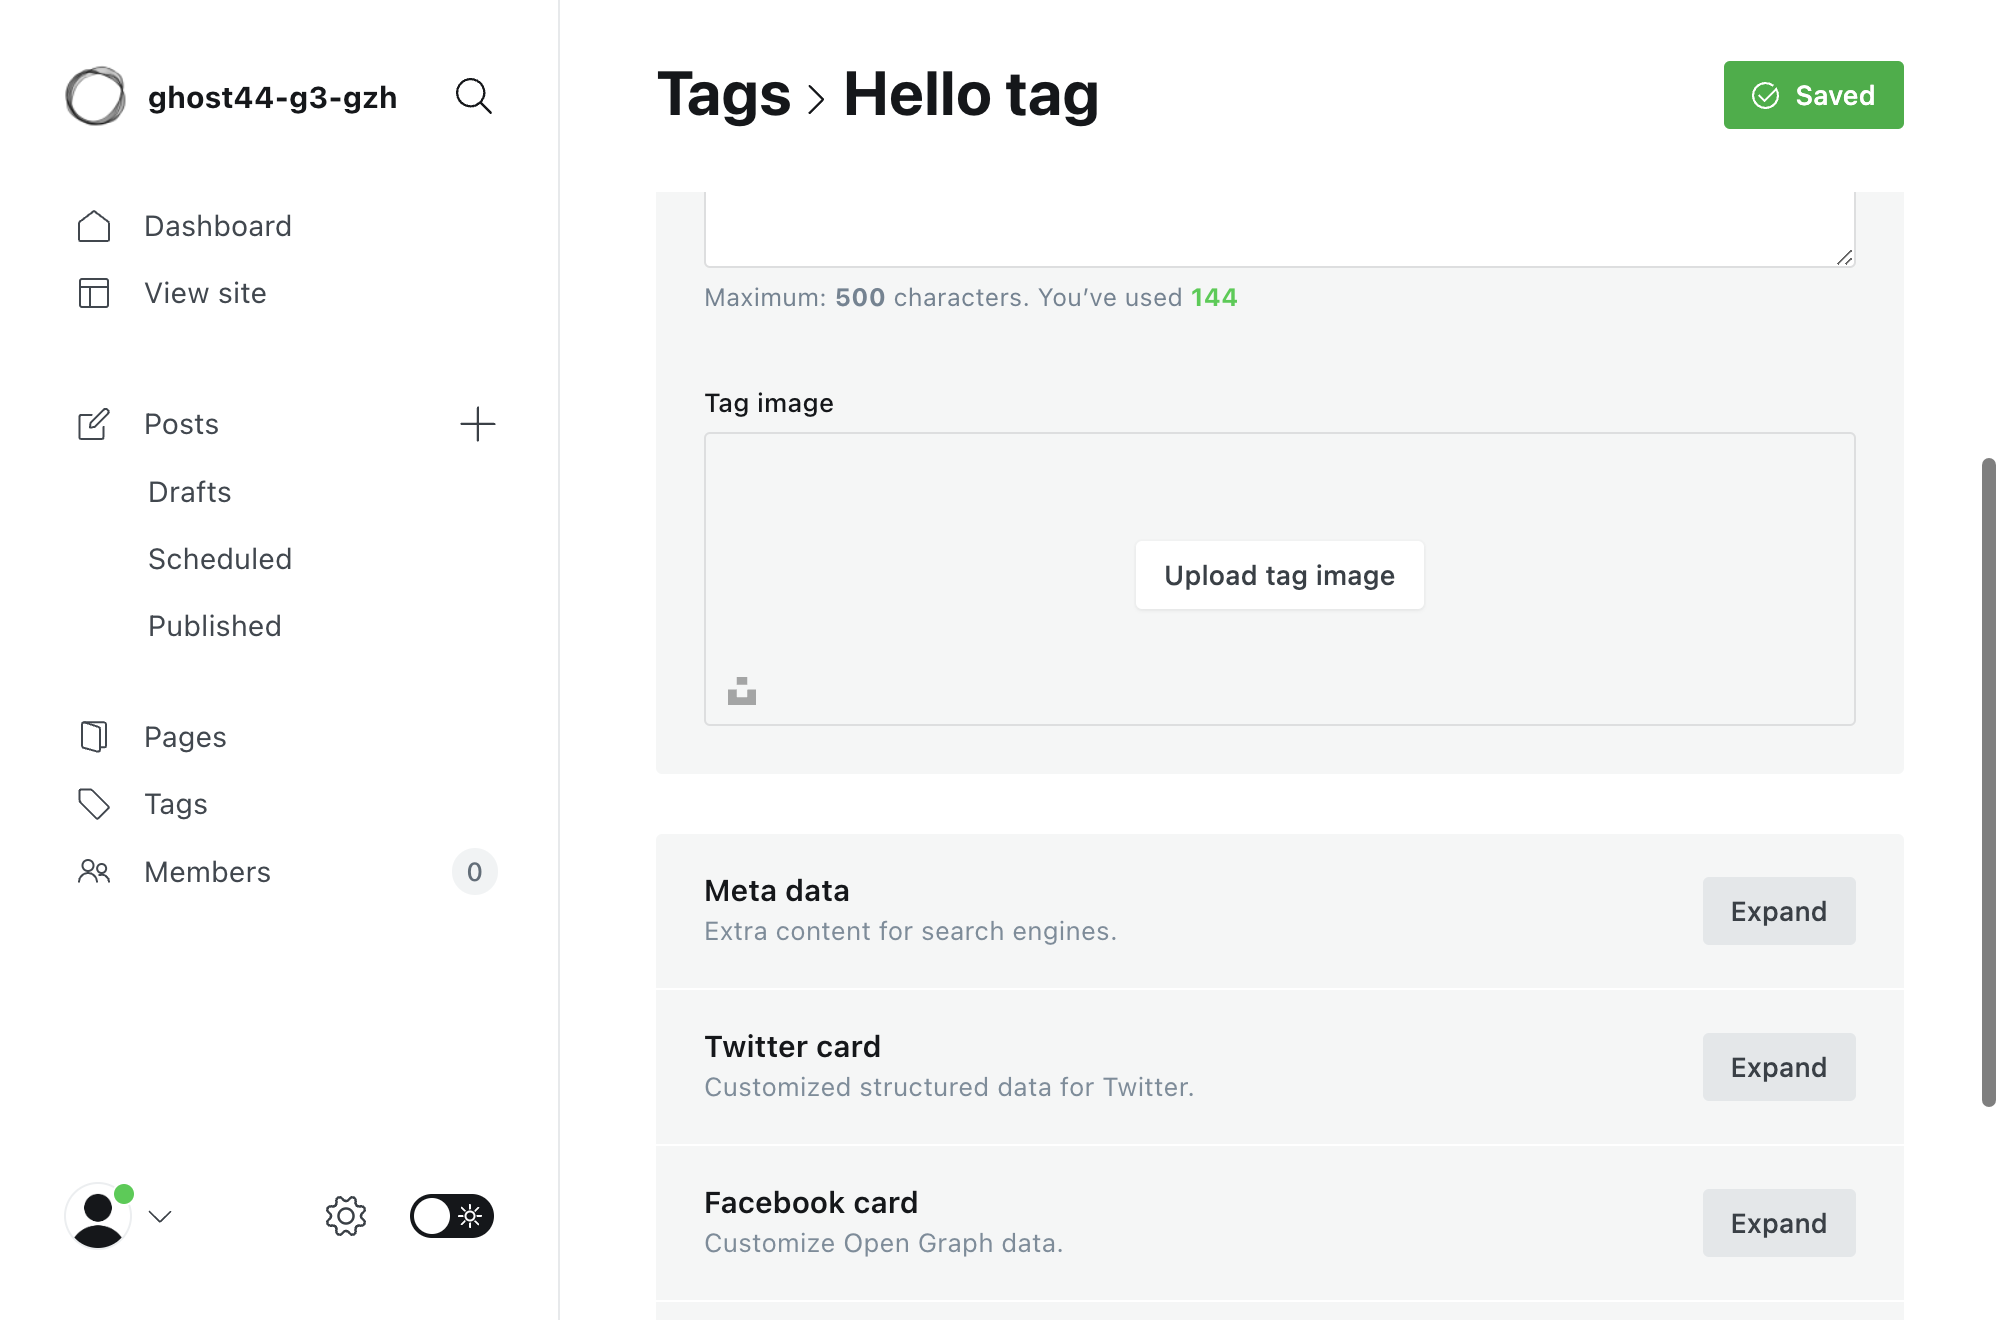 ghost44-g3-gzh
Dashboard
View site
Posts
Drafts
Scheduled
Published
Pages
Tags
Members
0
Tags > Hello tag
Saved
Maximum: 500 characters. You’ve used 144
Tag image
Upload tag image
Meta data
Extra content for search engines.
Expand
Twitter card
Customized structured data for Twitter.
Expand
Facebook card
Customize Open Graph data.
Expand